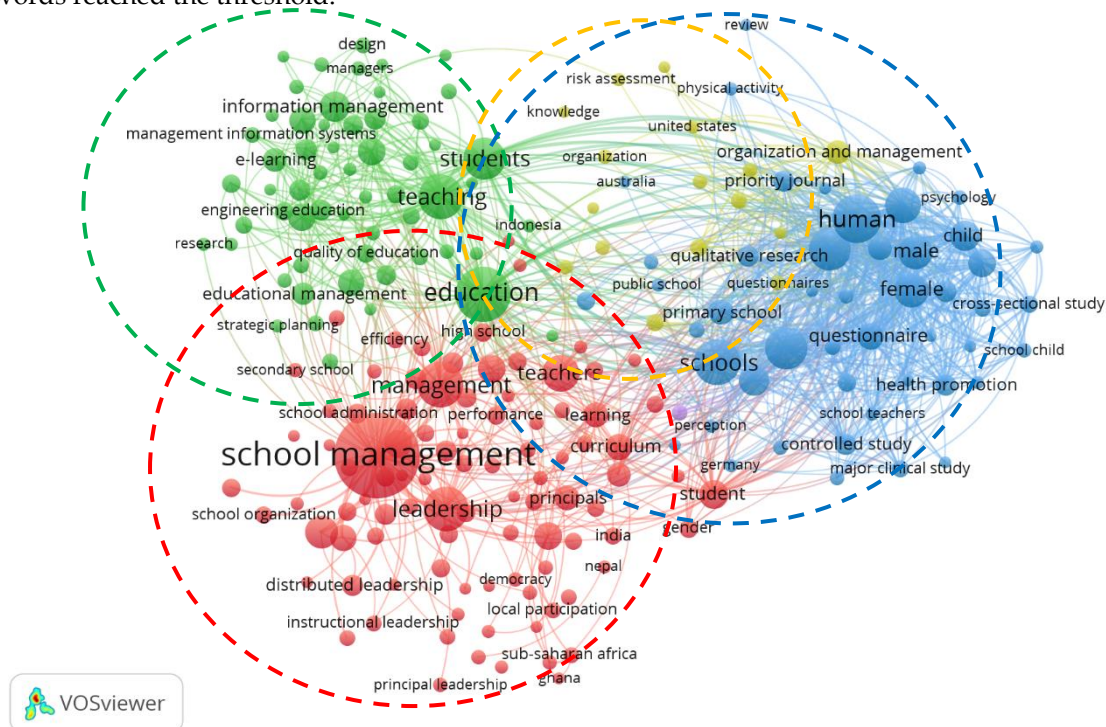 words reached the threshold.
review
design
managers
risk assessment
physical activity
information management
knowledge
management information systems
united states
students
organization
organization and management
e-learning
australia
priority journal
teaching
psychology
engineering education
indonesia
human
research
child
quality of education
qualitative research
male
public school
questionnaires
educational management
education
female
cross-sectional study
primary school
strategic planning
high school
efficiency
questionnaire
school child
secondary school
teachers
schools
management
health promotion
school administration
performance
learning
school teachers
perception
school management
curriculum
controlled study
germany
major clinical study
principals
student
school organization
leadership
gender
india
nepal
distributed leadership
democracy
local participation
instructional leadership
sub-saharan africa
ghana
principal leadership
VOSviewer